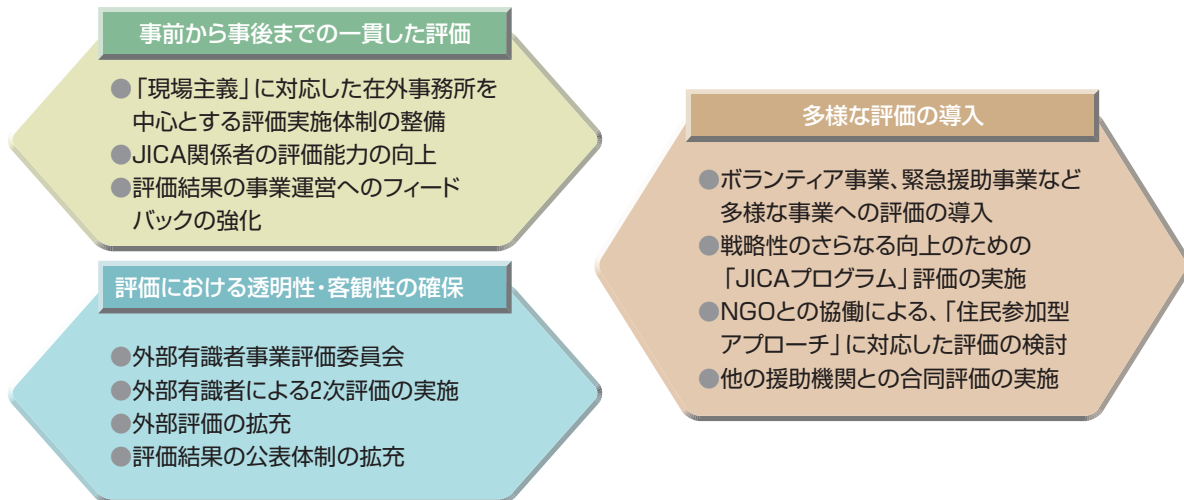 事前から事後までの一貫した評価
●「現場主義」に対応した在外事務所を
中心とする評価実施体制の整備
●JICA関係者の評価能力の向上
●評価結果の事業運営へのフィード
バックの強化
評価における透明性・客観性の確保
●外部有識者事業評価委員会
●外部有識者による2次評価の実施
●外部評価の拡充
●評価結果の公表体制の拡充
多様な評価の導入
●ボランティア事業、緊急援助事業など
多様な事業への評価の導入
●戦略性のさらなる向上のための
「JICAプログラム」評価の実施
●NGOとの協働による、「住民参加型
アプローチ」に対応した評価の検討
●他の援助機関との合同評価の実施